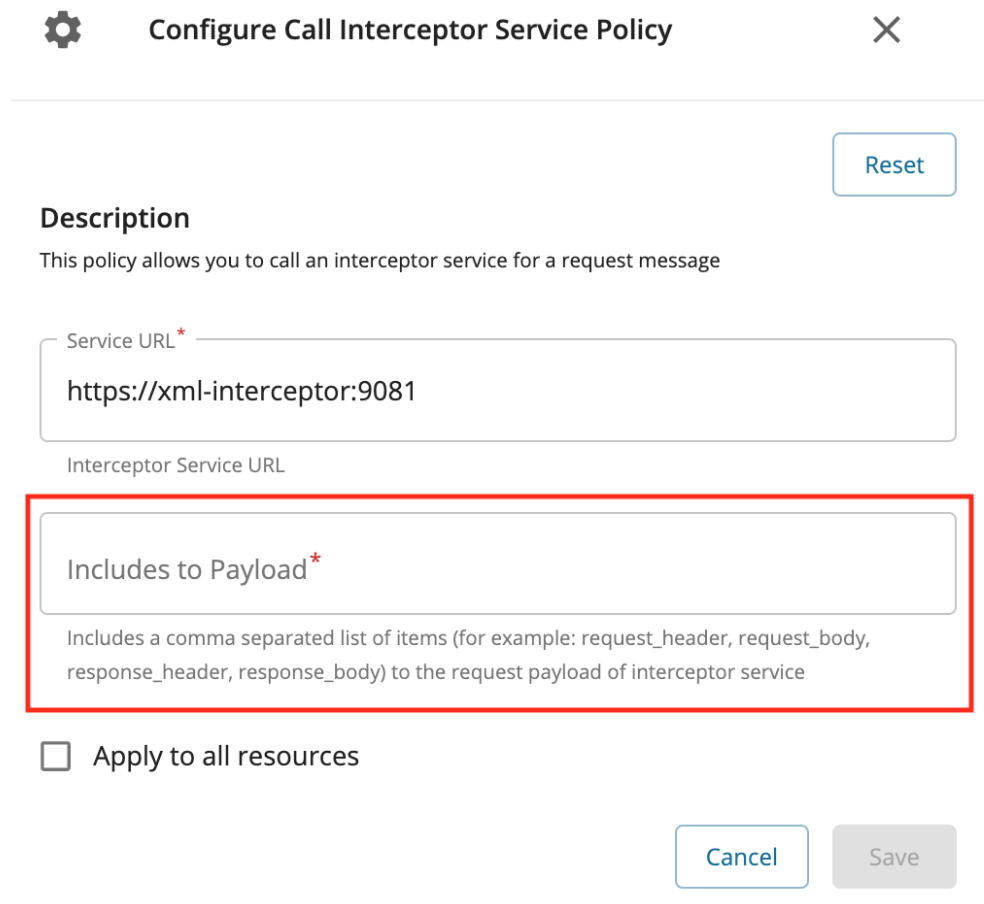 Configure Call Interceptor Service Policy
Reset
Description
This policy allows you to call an interceptor service for a request message
Service URL*
https://xml-interceptor:9081
Interceptor Service URL
Includes to Payload*
Includes a comma separated list of items (for example: request_header, request_body,
response_header, response_body) to the request payload of interceptor service
Apply to all resources
Cancel
Save